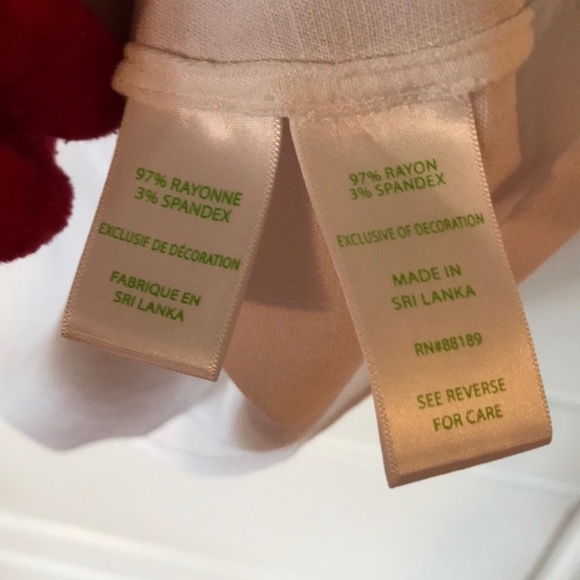 97% RAYONNE
3% SPANDEX
EXCLUSIF DE DÉCORATION
FABRIQUE EN
SRI LANKA
97% RAYON
3% SPANDEX
EXCLUSIVE OF DECORATION
MADE IN
SRI LANKA
RN#88189
SEE REVERSE
FOR CARE